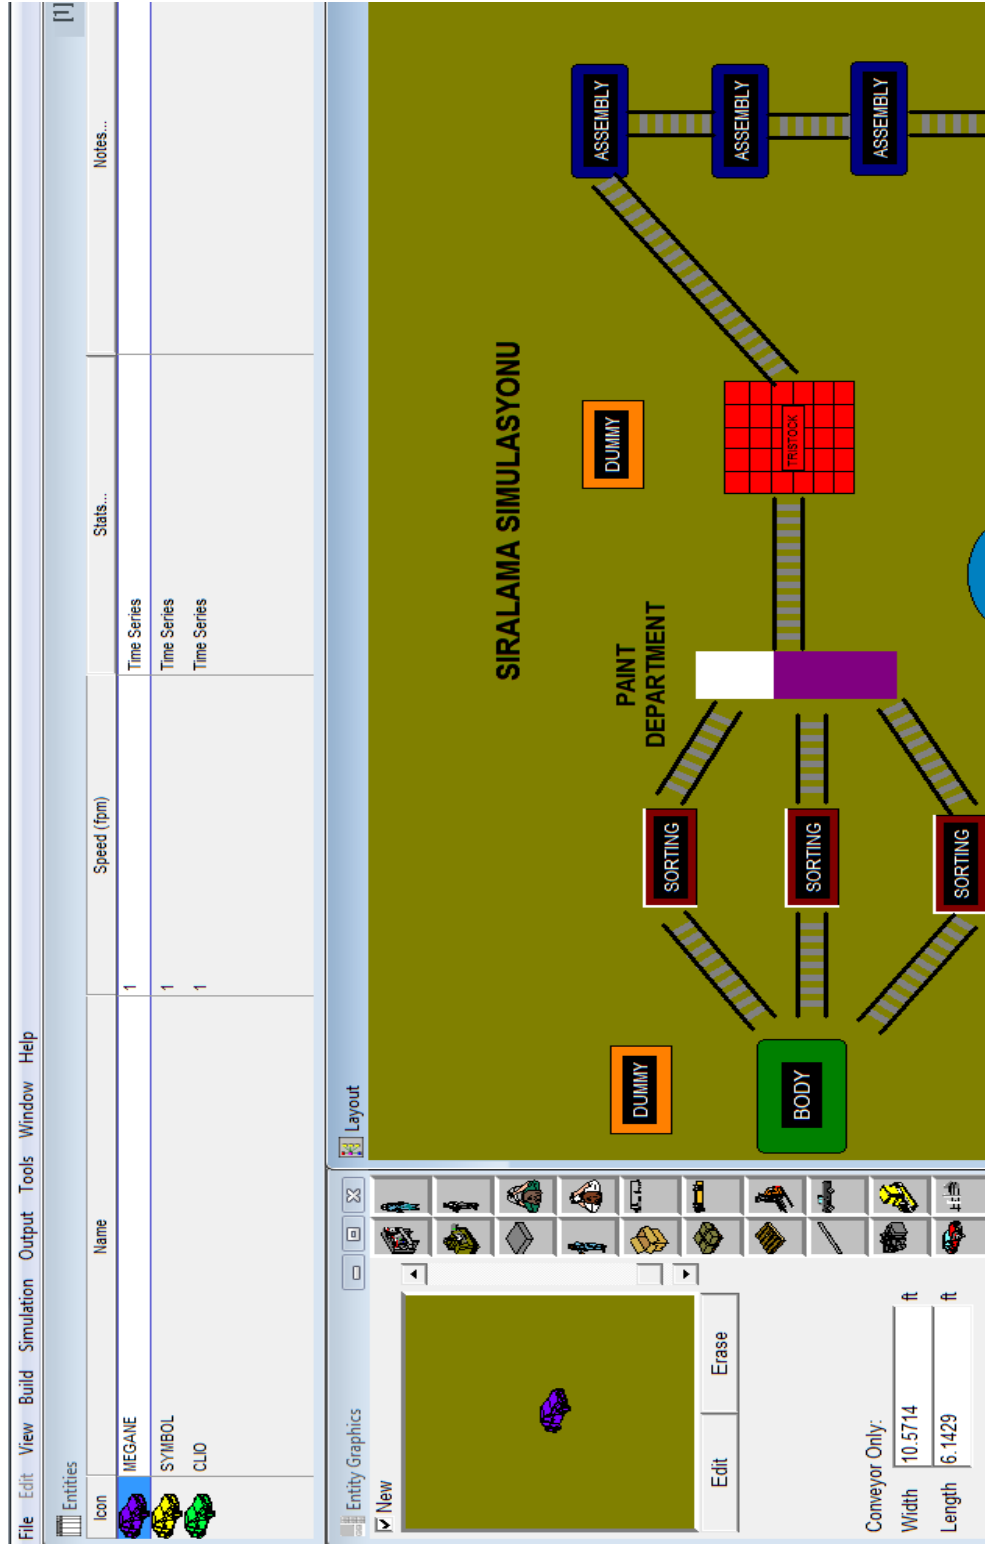 File Edit View Build Simulation Output Tools Window Help
Entities
[1]
Icon Name Speed (fpm) Stats... Notes...
MEGANE 1 Time Series
SYMBOL 1 Time Series
CLIO 1 Time Series
Entity Graphics
New
Edit Erase
Conveyor Only:
Width 10.5714 ft
Length 6.1429 ft
Layout
SIRALAMA SIMULASYONU
DUMMY
DUMMY
PAINT
DEPARTMENT
BODY
SORTING
SORTING
SORTING
TRISTOCK
ASSEMBLY
ASSEMBLY
ASSEMBLY